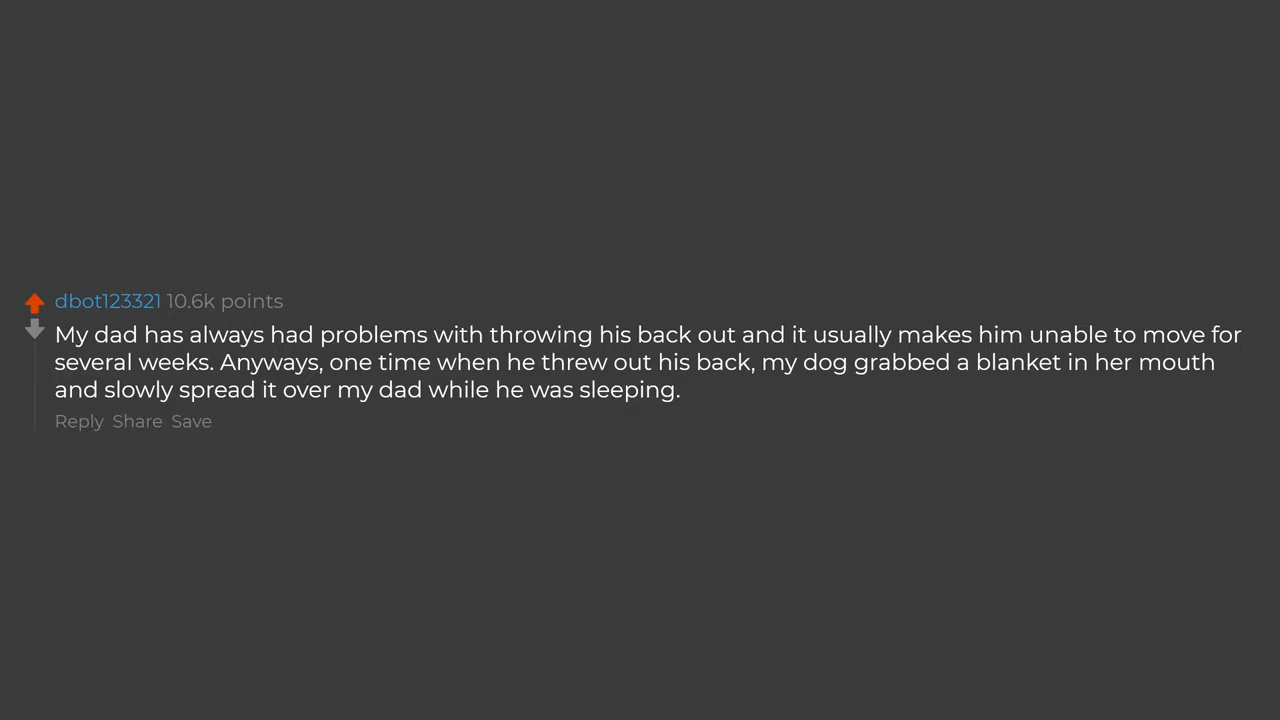 dbot123321 10.6k points
My dad has always had problems with throwing his back out and it usually makes him unable to move for
several weeks. Anyways, one time when he threw out his back, my dog grabbed a blanket in her mouth
and slowly spread it over my dad while he was sleeping.
Reply Share Save